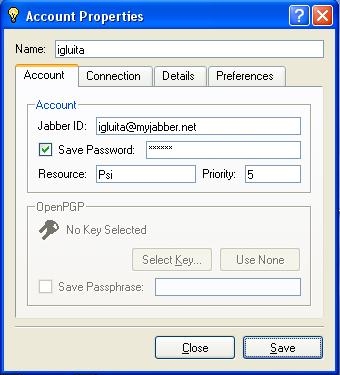 Account Properties
Name: igluita
Account Connection Details Preferences
Account
Jabber ID: igluita@myjabber.net
Save Password: ******
Resource: Psi Priority: 5
OpenPGP
No Key Selected
Select Key... Use None
Save Passphrase:
Close Save